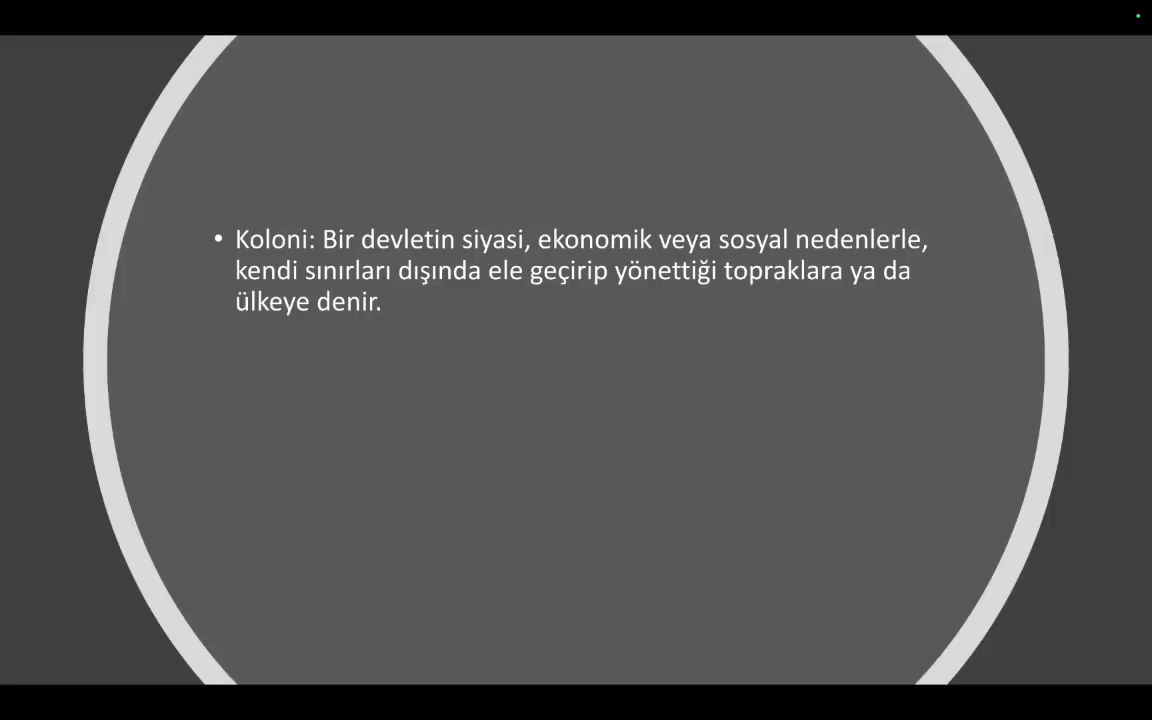 • Koloni: Bir devletin siyasi, ekonomik veya sosyal nedenlerle,
kendi sınırları dışında ele geçirip yönettiği topraklara ya da
ülkeye denir.